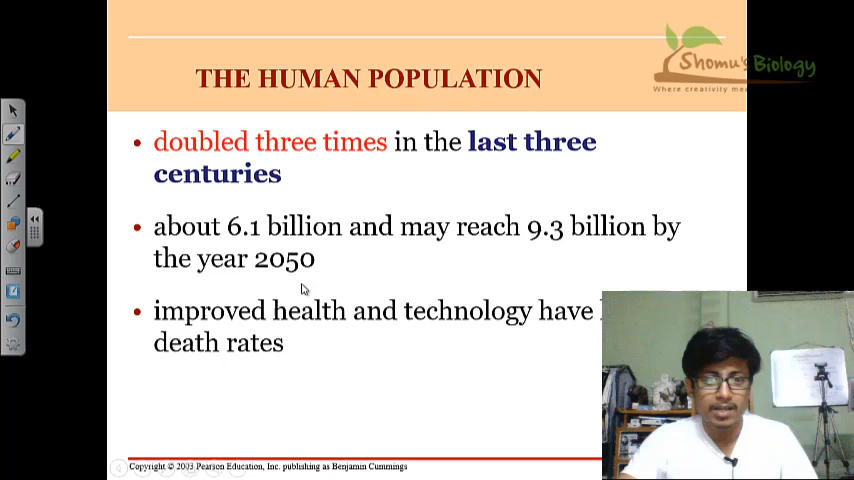 Shomu's Biology
Where creativity me
THE HUMAN POPULATION
• doubled three times in the last three
centuries
• about 6.1 billion and may reach 9.3 billion by
the year 2050
• improved health and technology have
death rates
Copyright © 2003 Pearson Education, Inc. publishing as Benjamin Cummings